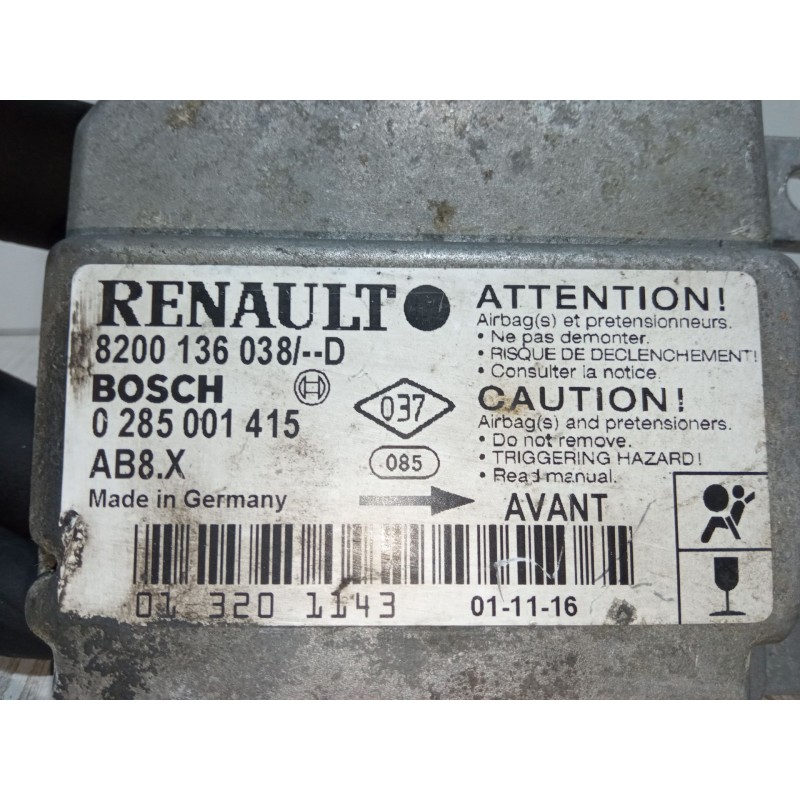 RENAULT
8200 136 038/--D
BOSCH
0 285 001 415
AB8.X
Made in Germany
037
085
ATTENTION!
Airbag(s) et pretensionneurs.
• Ne pas demonter.
• RISQUE DE DECLENCHEMENT!
• Consulter la notice.
CAUTION!
Airbag(s) and pretensioners.
• Do not remove.
• TRIGGERING HAZARD!
• Read manual.
AVANT
01 320 1143
01-11-16